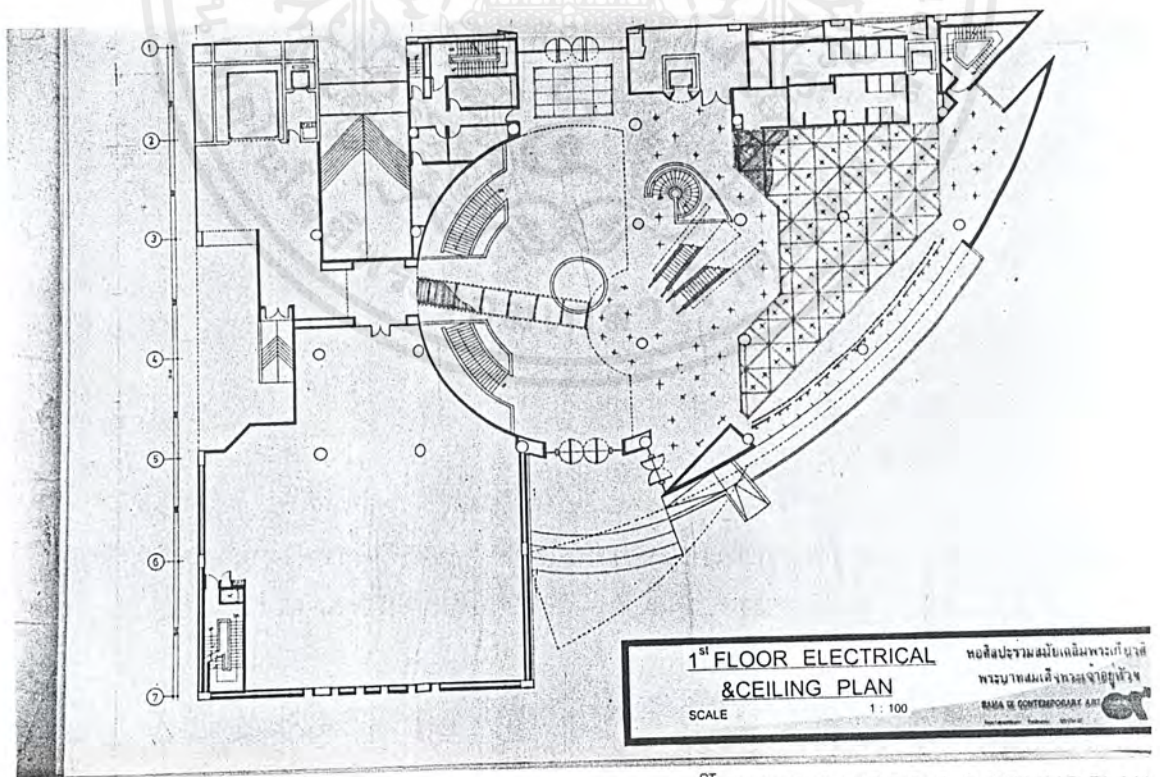 1
2
3
4
5
6
7
1st FLOOR ELECTRICAL
&CEILING PLAN
SCALE 1 : 100
หอศิลปะร่วมสมัยเฉลิมพระเกียรติ
พระบาทสมเด็จพระเจ้าอยู่หัวฯ
RAMA IX CONTEMPORARY ART